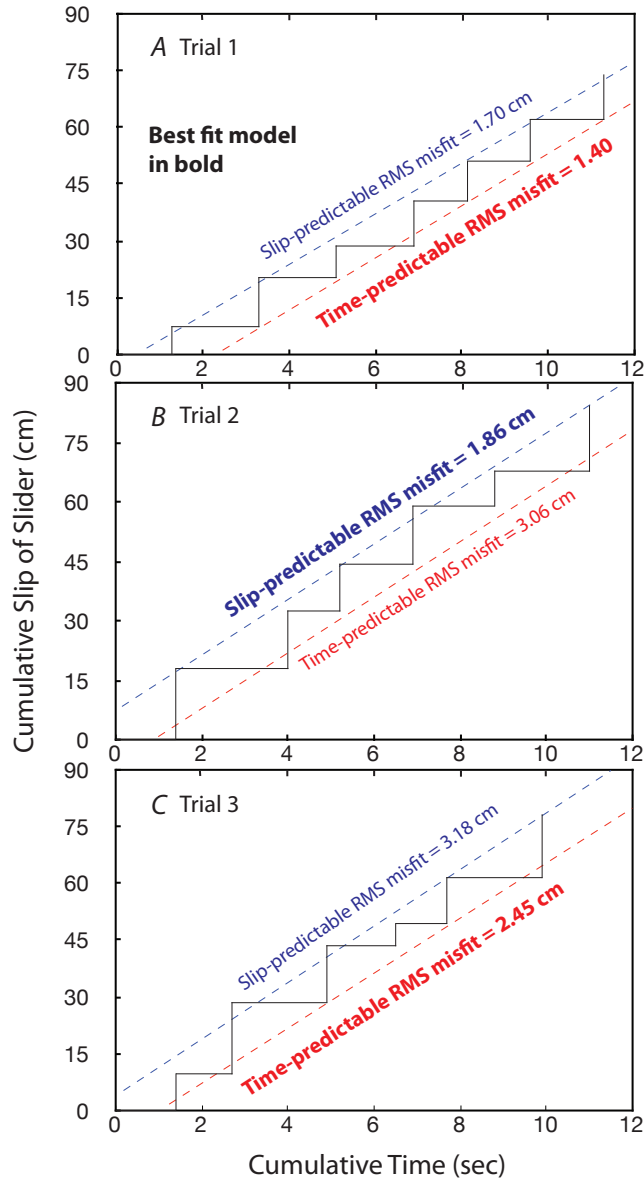 Cumulative Slip of Slider (cm)
A Trial 1
Best fit model
in bold
Slip-predictable RMS misfit = 1.70 cm
Time-predictable RMS misfit = 1.40
90
75
60
45
30
15
0
0 2 4 6 8 10 12
B Trial 2
Slip-predictable RMS misfit = 1.86 cm
Time-predictable RMS misfit = 3.06 cm
90
75
60
45
30
15
0
0 2 4 6 8 10 12
C Trial 3
Slip-predictable RMS misfit = 3.18 cm
Time-predictable RMS misfit = 2.45 cm
90
75
60
45
30
15
0
0 2 4 6 8 10 12
Cumulative Time (sec)